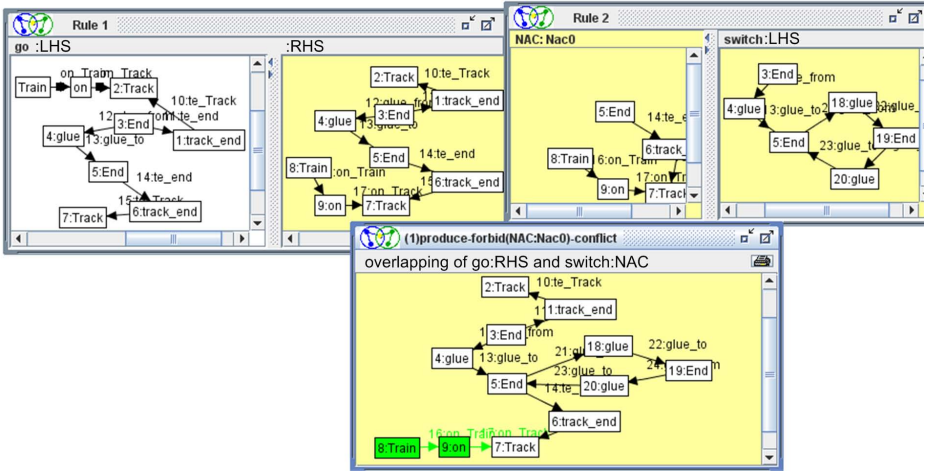 Rule 1
go :LHS
:RHS
on_Train
on_Track
Train
on
2:Track
10:te_Track
3:End
4:glue
13:glue_to
1:track_end
5:End
14:te_end
7:Track
6:track_end
2:Track
10:te_Track
1:track_end
3:End
4:glue
5:End
14:te_end
8:Train
:on_Train
6:track_end
17:on_Track
9:on
7:Track
Rule 2
NAC: Nac0
switch:LHS
5:End
8:Train
9:on
7:Track
3:End
4:glue
18:glue
5:End
19:End
20:glue
(1)produce-forbid(NAC:Nac0)-conflict
overlapping of go:RHS and switch:NAC
2:Track
10:te_Track
1:track_end
3:End
18:glue
22:glue_to
4:glue
13:glue_to
23:glue_to
19:End
5:End
20:glue
6:track_end
8:Train
9:on
7:Track